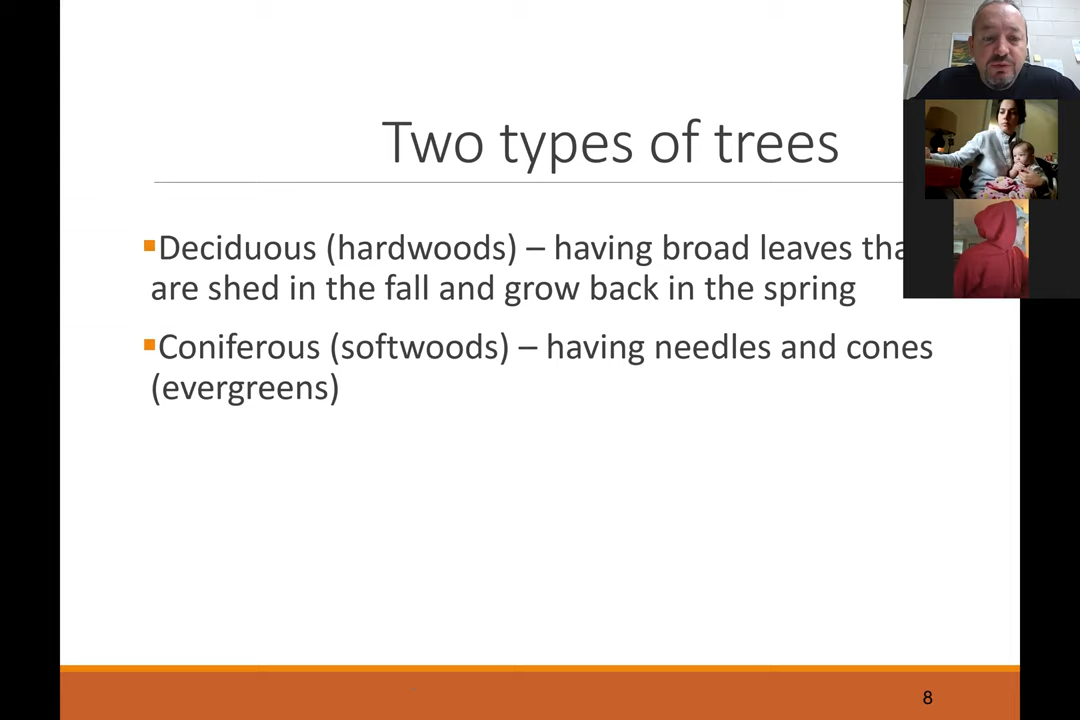 Two types of trees
▪Deciduous (hardwoods) – having broad leaves tha
are shed in the fall and grow back in the spring
▪Coniferous (softwoods) – having needles and cones
(evergreens)
8